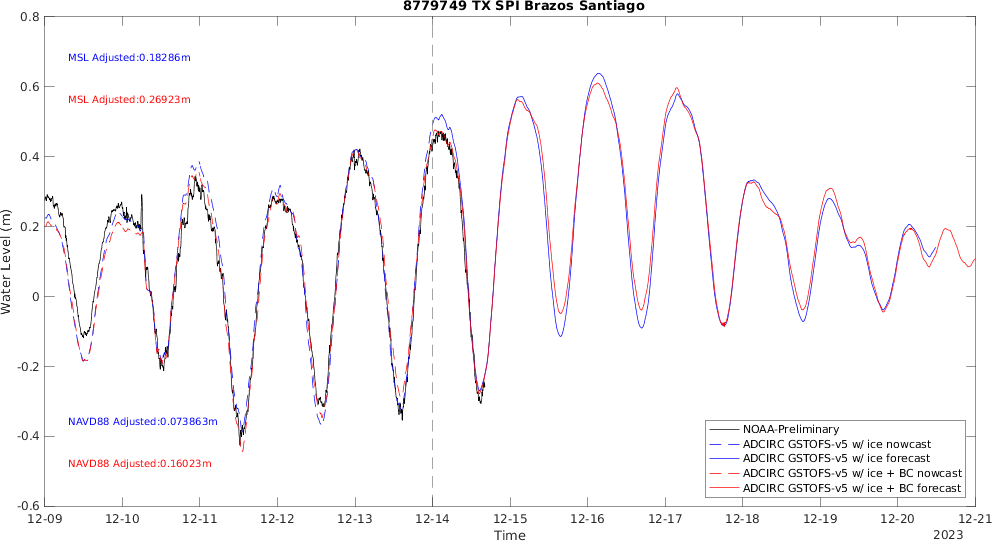 8779749 TX SPI Brazos Santiago
0.8
0.6
0.4
0.2
0
-0.2
-0.4
-0.6
Water Level (m)
MSL Adjusted:0.18286m
MSL Adjusted:0.26923m
NAVD88 Adjusted:0.073863m
NAVD88 Adjusted:0.16023m
NOAA-Preliminary
ADCIRC GSTOFS-v5 w/ ice nowcast
ADCIRC GSTOFS-v5 w/ ice forecast
ADCIRC GSTOFS-v5 w/ ice + BC nowcast
ADCIRC GSTOFS-v5 w/ ice + BC forecast
12-09 12-10 12-11 12-12 12-13 12-14 12-15 12-16 12-17 12-18 12-19 12-20 12-21
Time
2023